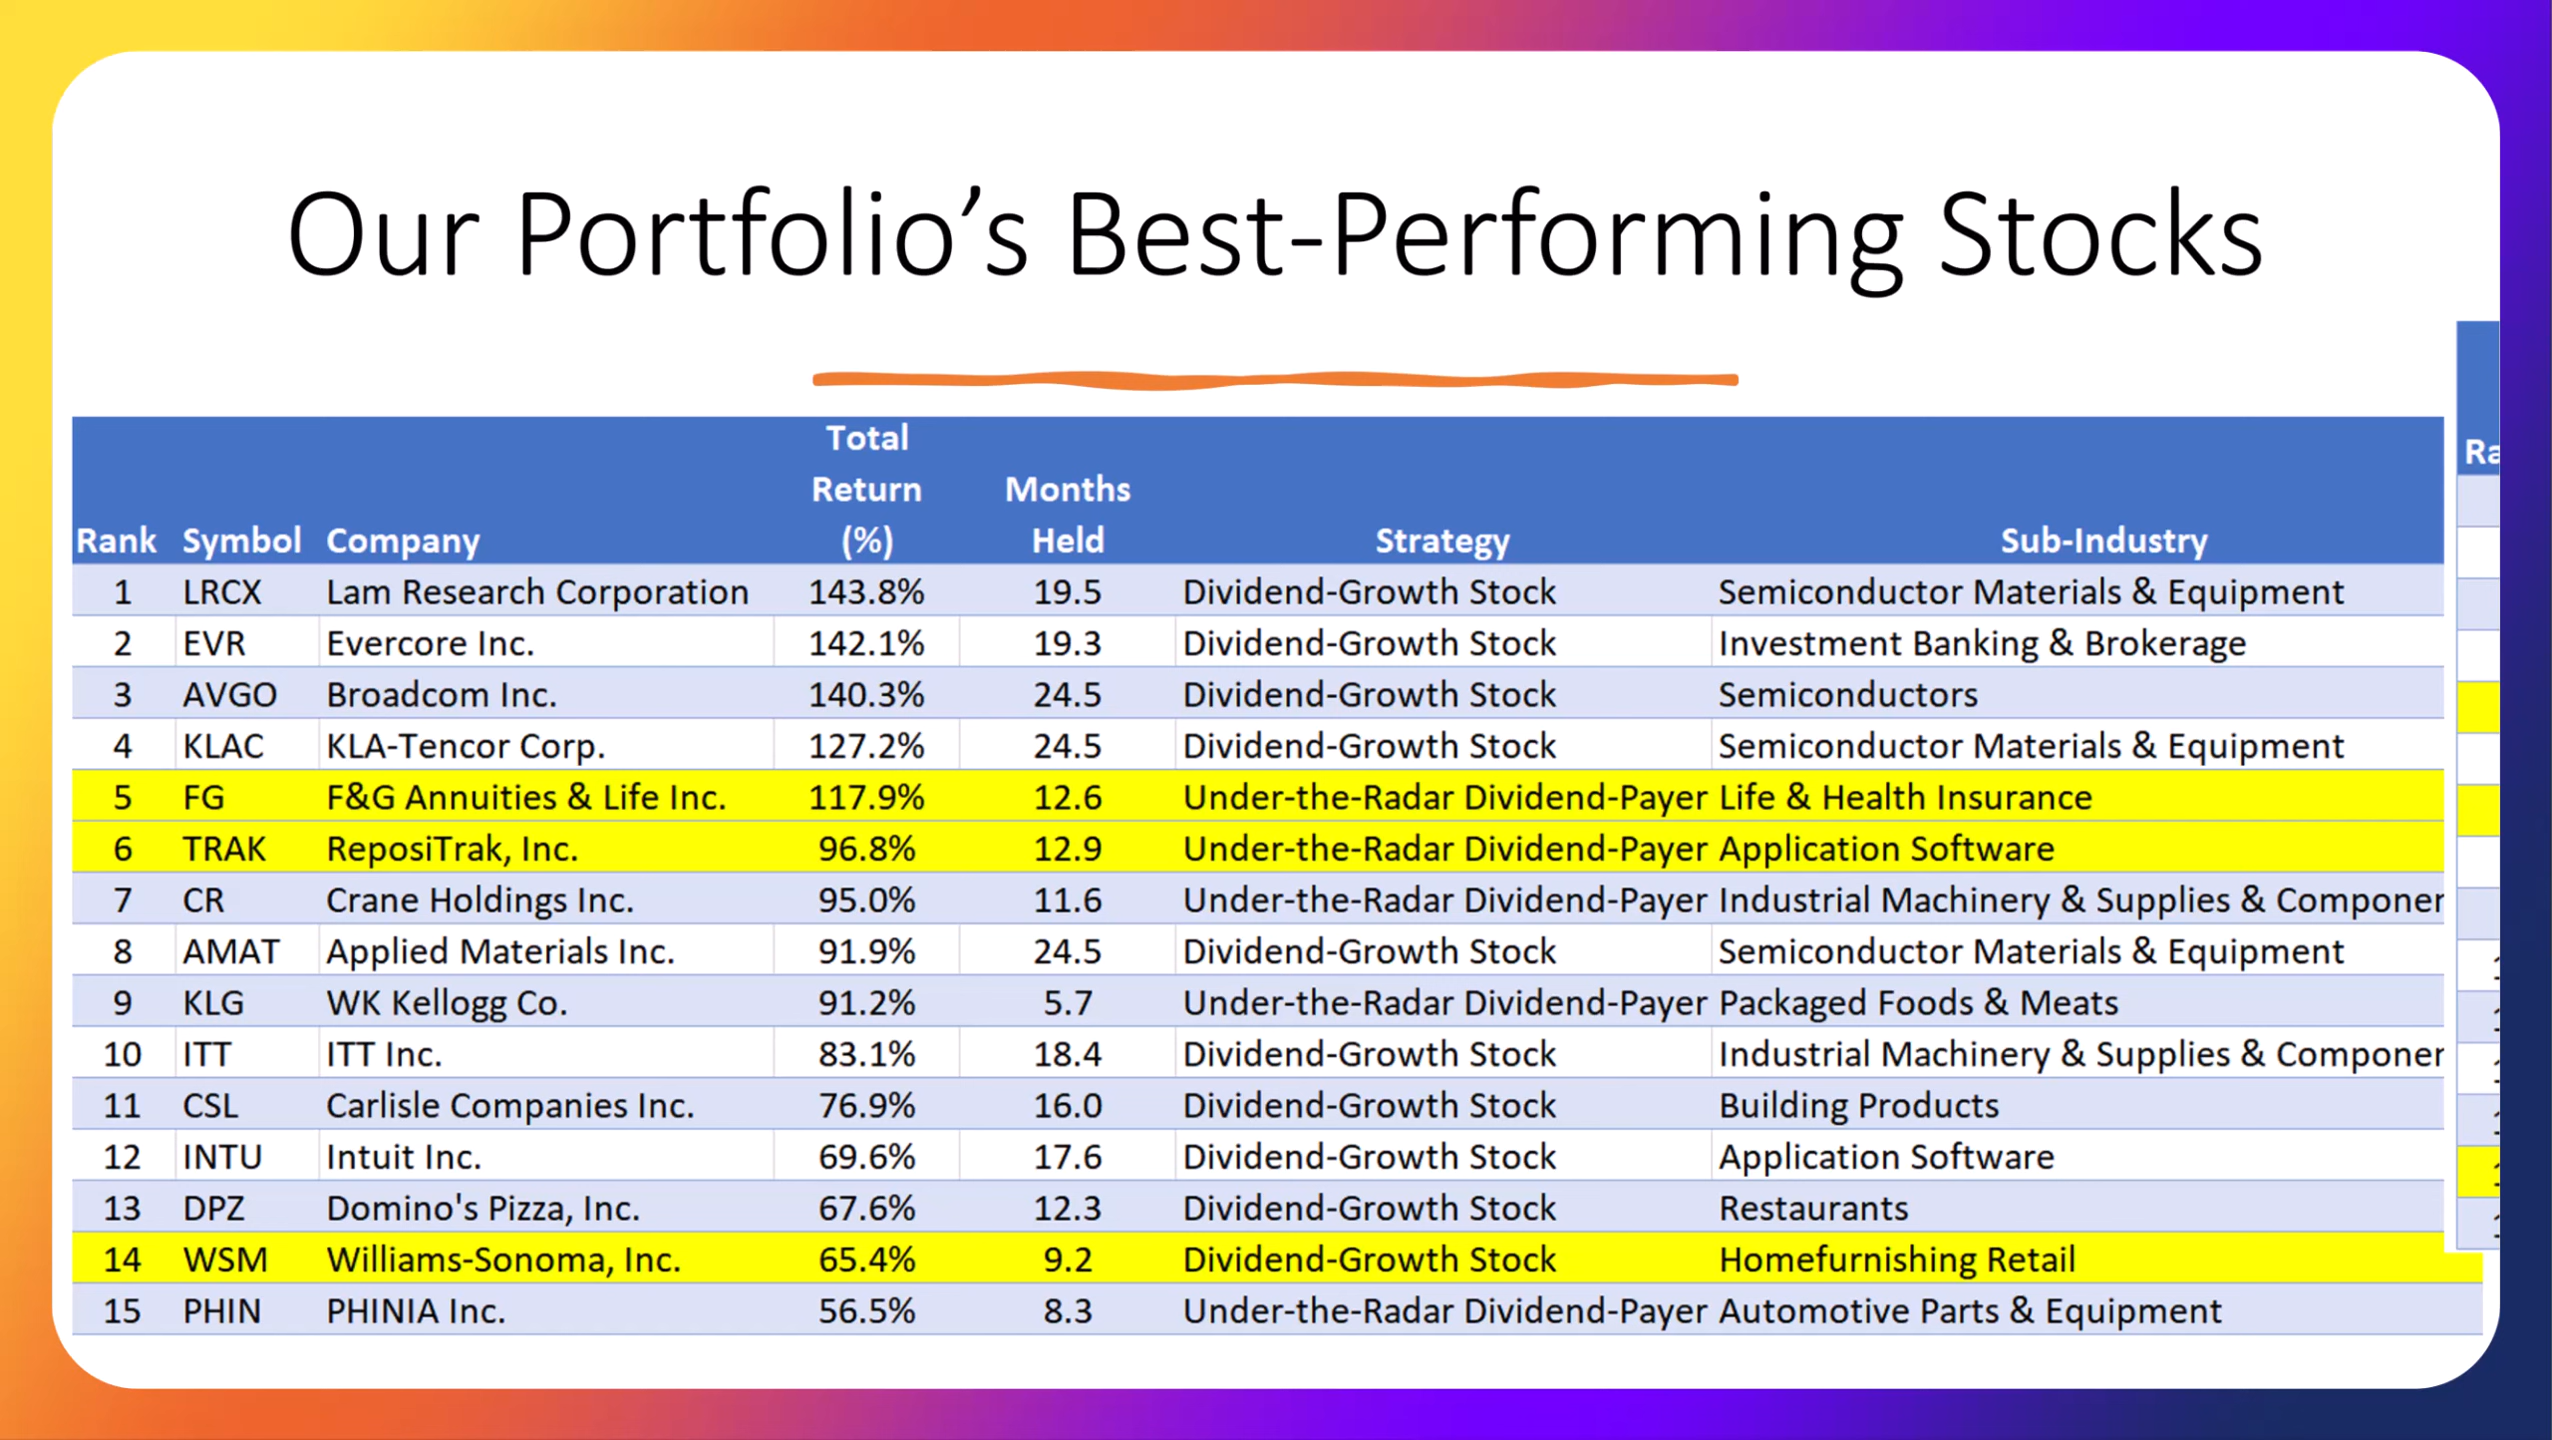 Our Portfolio’s Best-Performing Stocks
Rank Symbol Company Total Return (%) Months Held Strategy Sub-Industry
1 LRCX Lam Research Corporation 143.8% 19.5 Dividend-Growth Stock Semiconductor Materials & Equipment
2 EVR Evercore Inc. 142.1% 19.3 Dividend-Growth Stock Investment Banking & Brokerage
3 AVGO Broadcom Inc. 140.3% 24.5 Dividend-Growth Stock Semiconductors
4 KLAC KLA-Tencor Corp. 127.2% 24.5 Dividend-Growth Stock Semiconductor Materials & Equipment
5 FG F&G Annuities & Life Inc. 117.9% 12.6 Under-the-Radar Dividend-Payer Life & Health Insurance
6 TRAK ReposiTrak, Inc. 96.8% 12.9 Under-the-Radar Dividend-Payer Application Software
7 CR Crane Holdings Inc. 95.0% 11.6 Under-the-Radar Dividend-Payer Industrial Machinery & Supplies & Componer
8 AMAT Applied Materials Inc. 91.9% 24.5 Dividend-Growth Stock Semiconductor Materials & Equipment
9 KLG WK Kellogg Co. 91.2% 5.7 Under-the-Radar Dividend-Payer Packaged Foods & Meats
10 ITT ITT Inc. 83.1% 18.4 Dividend-Growth Stock Industrial Machinery & Supplies & Componer
11 CSL Carlisle Companies Inc. 76.9% 16.0 Dividend-Growth Stock Building Products
12 INTU Intuit Inc. 69.6% 17.6 Dividend-Growth Stock Application Software
13 DPZ Domino's Pizza, Inc. 67.6% 12.3 Dividend-Growth Stock Restaurants
14 WSM Williams-Sonoma, Inc. 65.4% 9.2 Dividend-Growth Stock Homefurnishing Retail
15 PHIN PHINIA Inc. 56.5% 8.3 Under-the-Radar Dividend-Payer Automotive Parts & Equipment
Ra